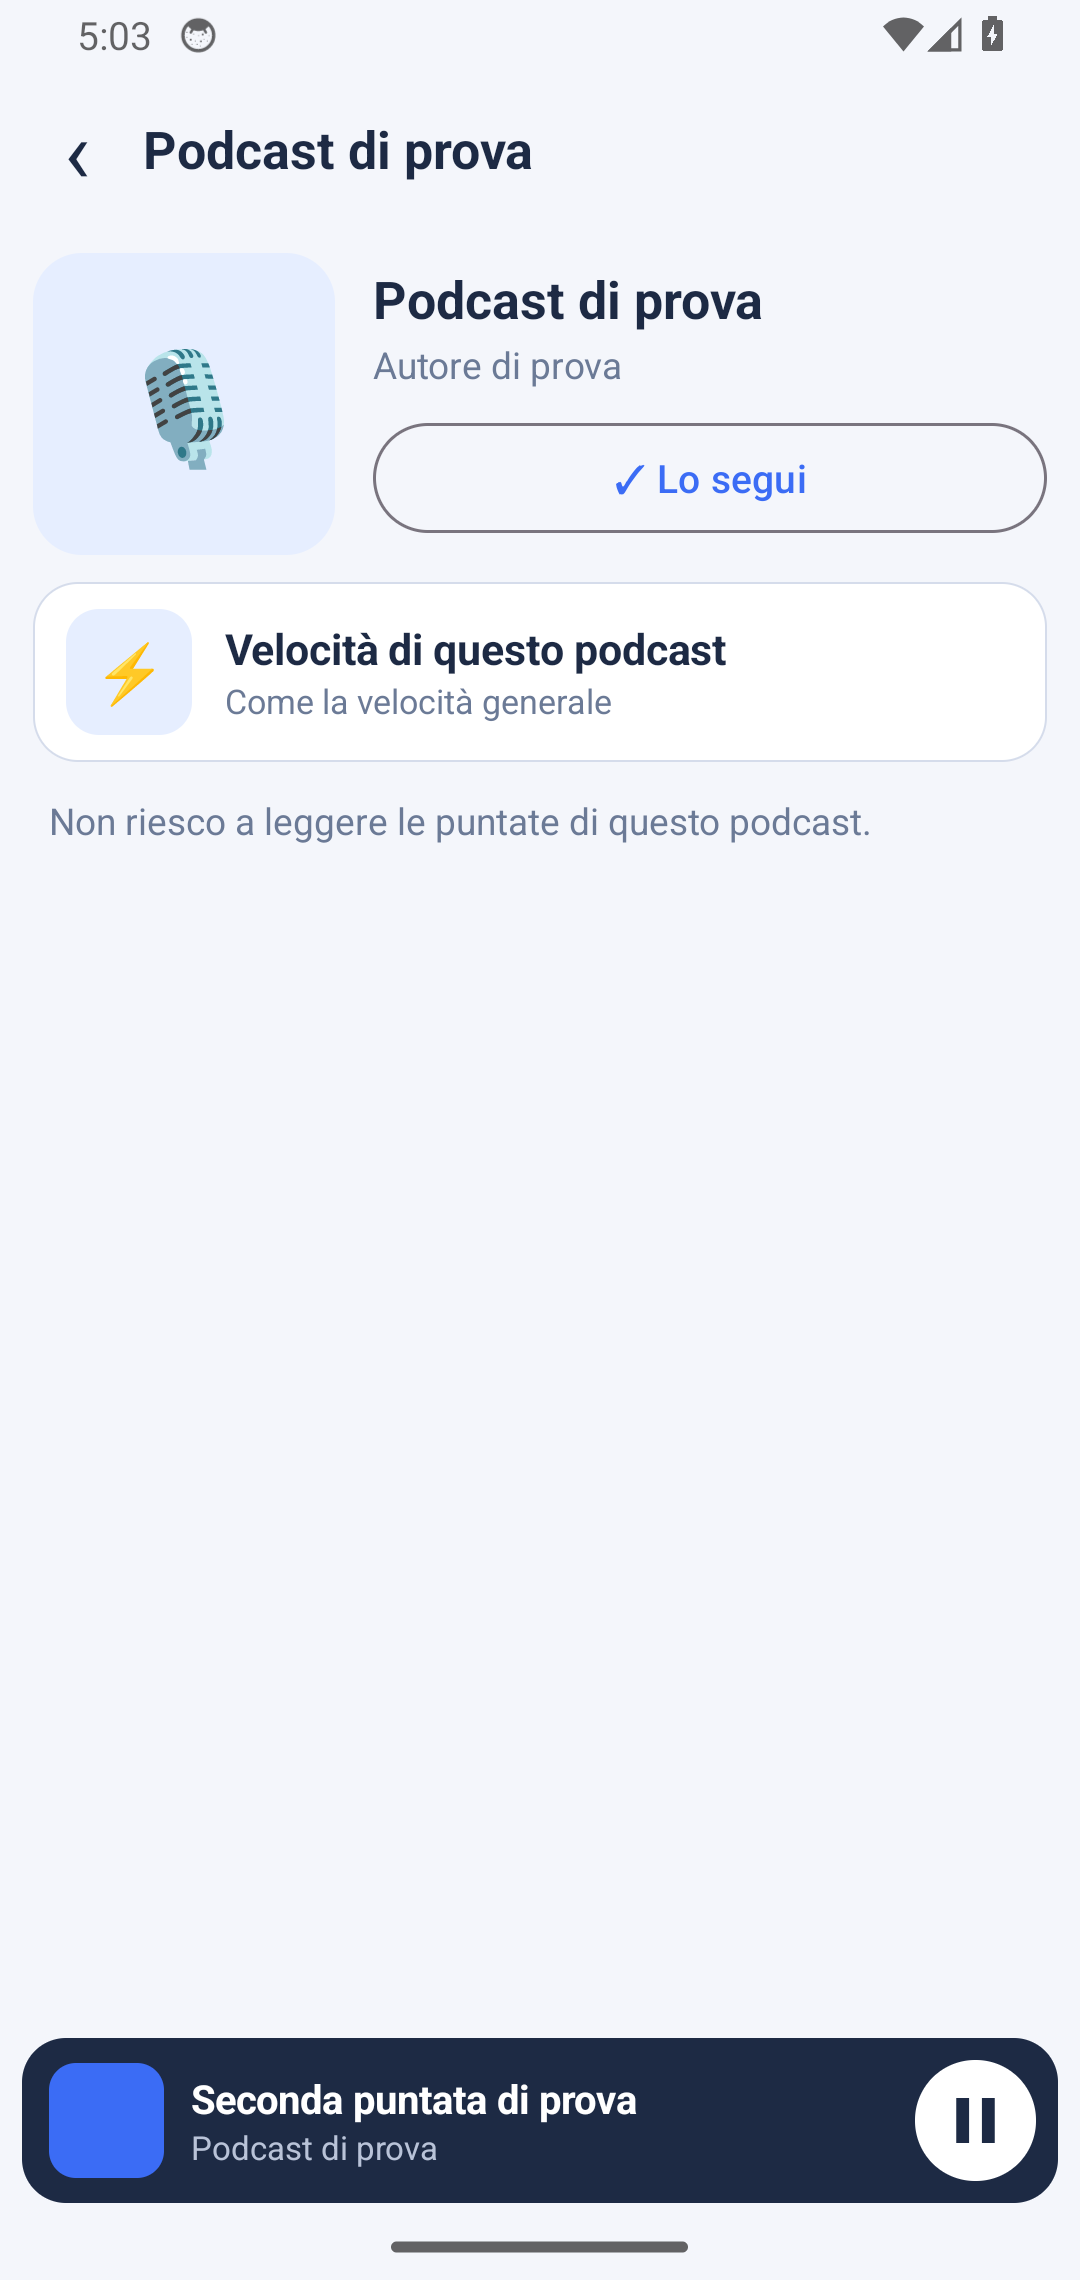 5:03
‹ Podcast di prova
Podcast di prova
Autore di prova
✓ Lo segui
Velocità di questo podcast
Come la velocità generale
Non riesco a leggere le puntate di questo podcast.
Seconda puntata di prova
Podcast di prova